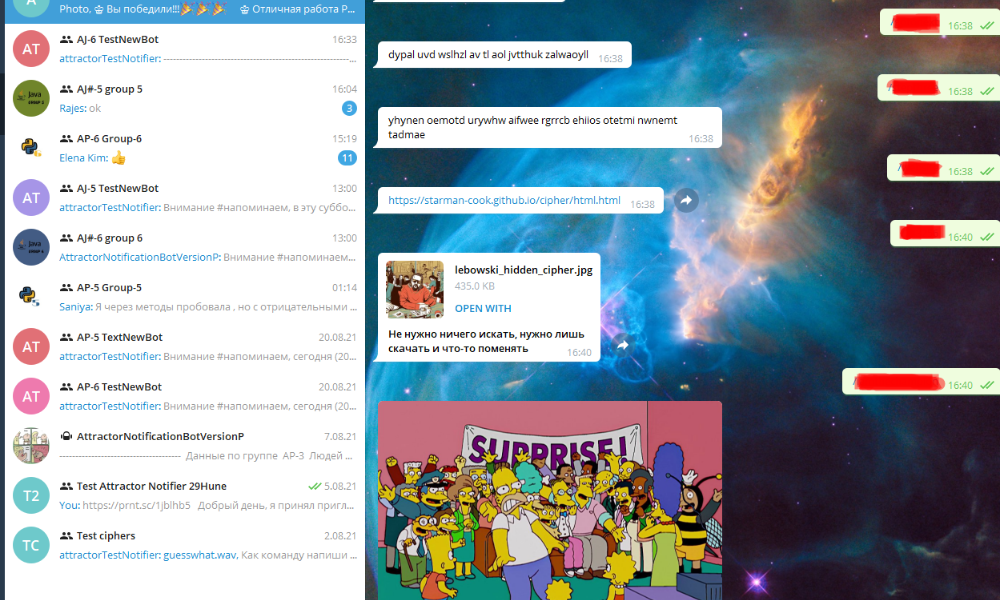 Photo. 👏 Вы победили!!!🎉🎉🎉 👏 Отличная работа Р...
AT
AJ-6 TestNewBot 16:33
attractorTestNotifier: --------------------------------------------------...
AJ#-5 group 5 16:04
Rajes: ok 3
AP-6 Group-6 15:19
Elena Kim: 👍 11
AT
AJ-5 TestNewBot 13:00
attractorTestNotifier: Внимание #напоминаем, в эту суббо...
AJ#-6 group 6 13:00
AttractorNotificationBotVersionP: Внимание #напоминаем...
AP-5 Group-5 01:14
Saniya: Я через методы пробовала , но с отрицательными ...
AT
AP-5 TextNewBot 20.08.21
attractorTestNotifier: Внимание #напоминаем, сегодня (20...
AT
AP-6 TestNewBot 20.08.21
attractorTestNotifier: Внимание #напоминаем, сегодня (20...
AttractorNotificationBotVersionP 7.08.21
-------------------------------- Данные по группе AP-3 Людей ...
T2
Test Attractor Notifier 29Hune 5.08.21
You: https://prnt.sc/1jblhb5 Добрый день, я принял пригл...
TC
Test ciphers 2.08.21
attractorTestNotifier: guesswhat.wav, Как команду напиши ...
16:38
dypal uvd wslhzl av tl aol jvtthuk zalwaoyll 16:38
16:38
yhynen oemotd urywhw aifwee rgrrcb ehiios otetmi nwnemt
tadmae 16:38
16:38
https://starman-cook.github.io/cipher/html.html 16:38
16:40
lebowski_hidden_cipher.jpg
435.0 KB
OPEN WITH
Не нужно ничего искать, нужно лишь
скачать и что-то поменять 16:40
16:40
SURPRISE!